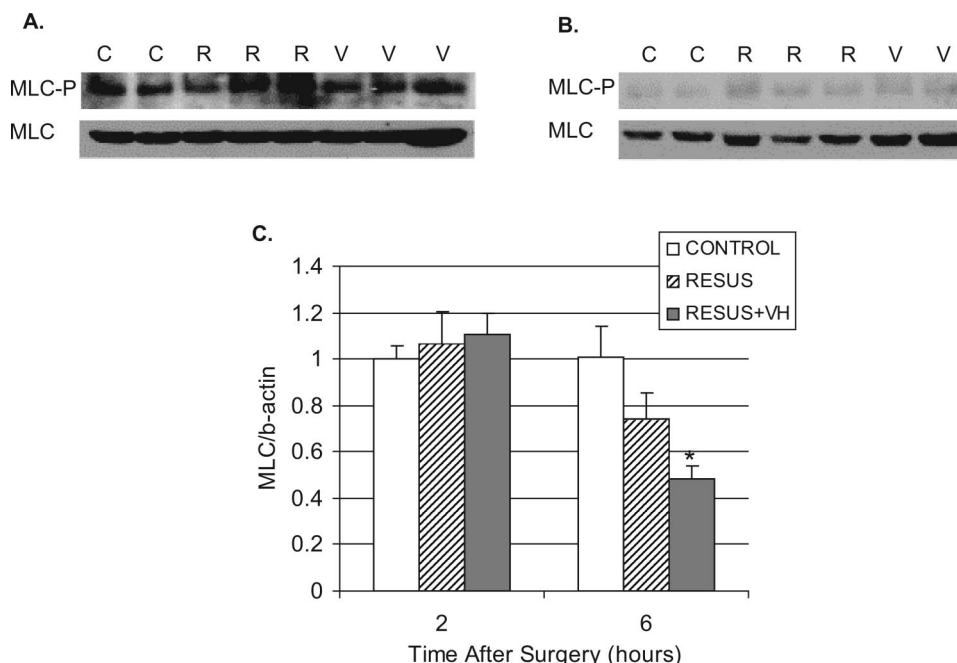 A.
C C R R R V V V
MLC-P
MLC
B.
C C R R R V V
MLC-P
MLC
C.
CONTROL
RESUS
RESUS+VH
1.4
1.2
1
0.8
0.6
0.4
0.2
0
MLC/b-actin
*
2 6
Time After Surgery (hours)